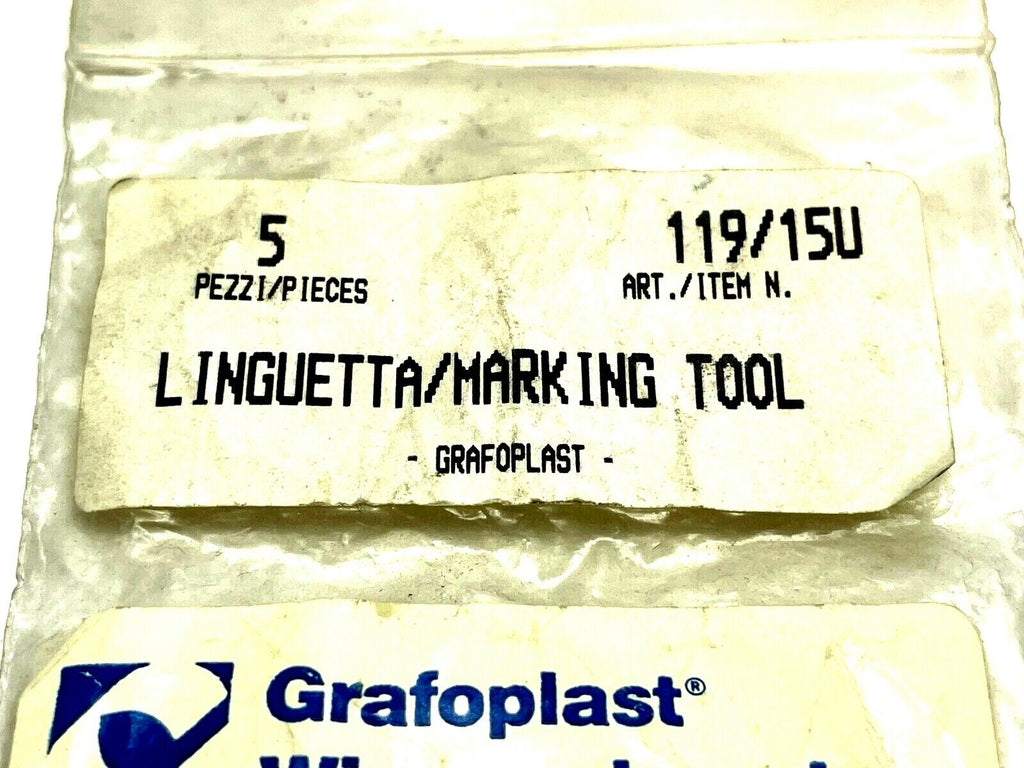 5 119/15U
PEZZI/PIECES ART./ITEM N.
LINGUETTA/MARKING TOOL
- GRAFOPLAST -
Grafoplast®